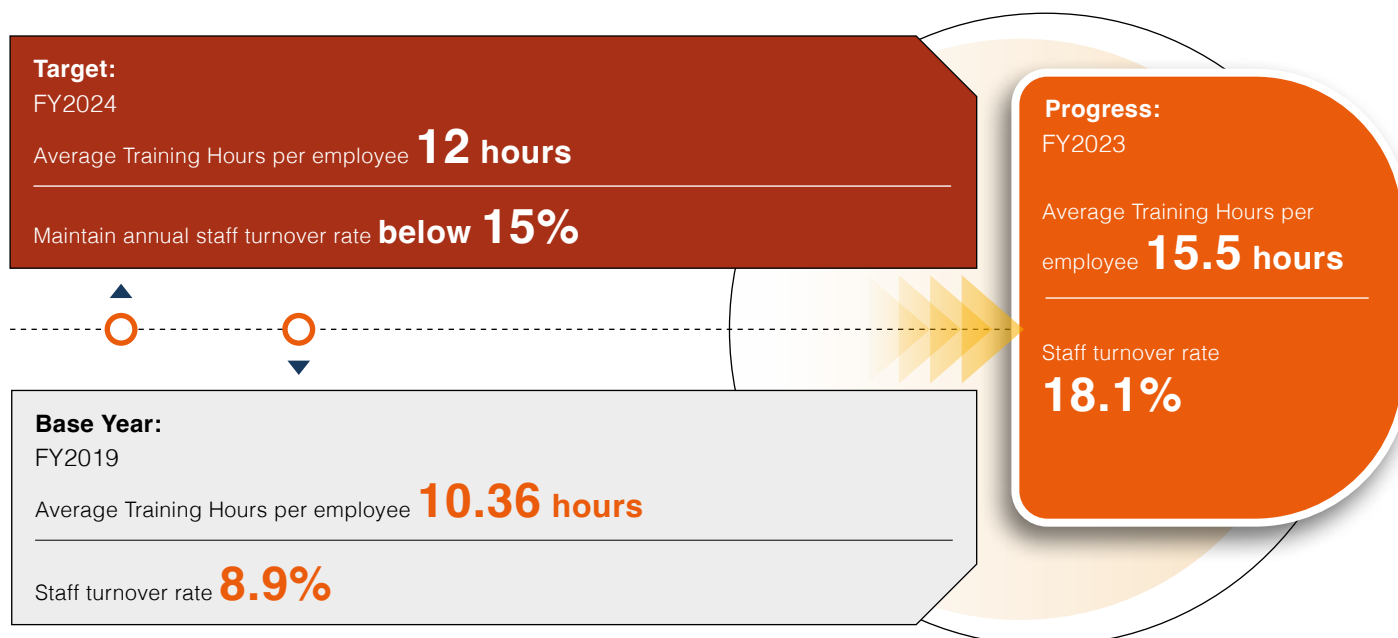 Target:
FY2024
Average Training Hours per employee 12 hours
Maintain annual staff turnover rate below 15%
Base Year:
FY2019
Average Training Hours per employee 10.36 hours
Staff turnover rate 8.9%
Progress:
FY2023
Average Training Hours per
employee 15.5 hours
Staff turnover rate
18.1%